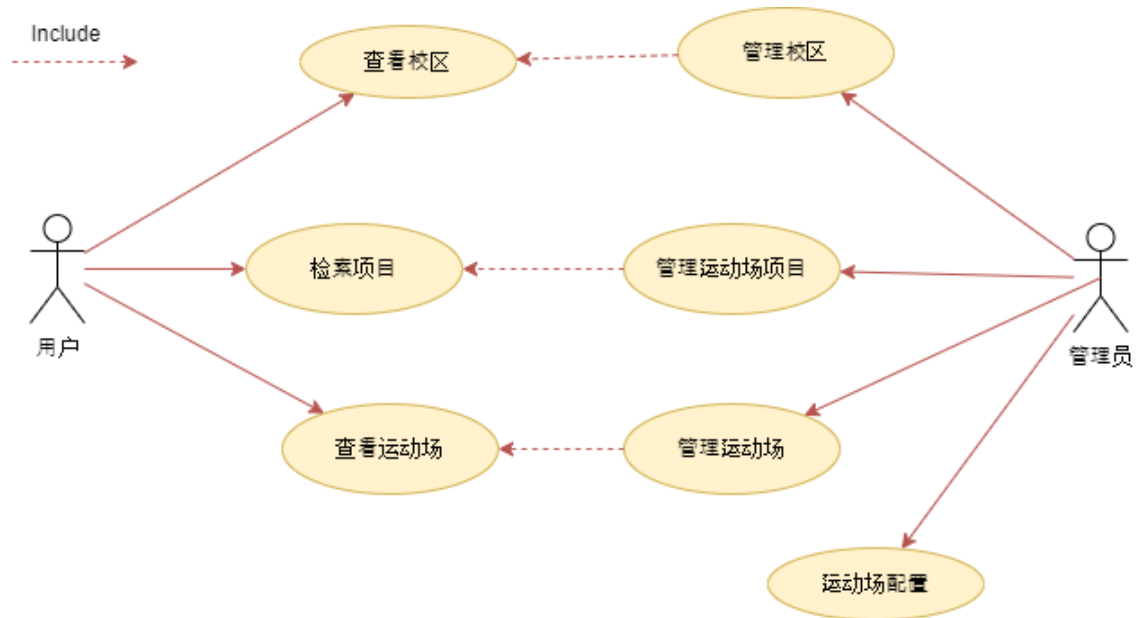 Include
查看校区
管理校区
检索项目
管理运动场项目
用户
管理员
查看运动场
管理运动场
运动场配置